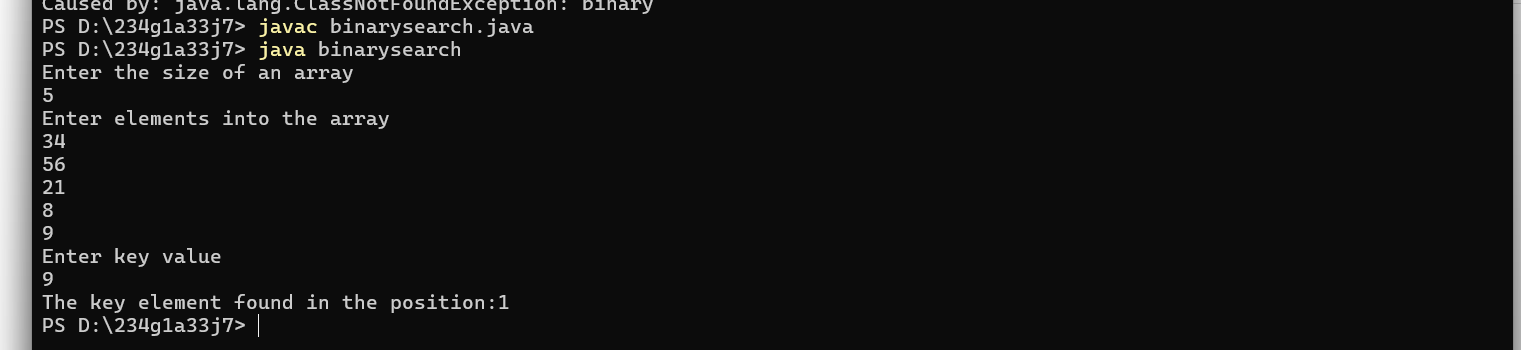 Caused by: java.lang.ClassNotFoundException: binary
PS D:\234g1a33j7> javac binarysearch.java
PS D:\234g1a33j7> java binarysearch
Enter the size of an array
5
Enter elements into the array
34
56
21
8
9
Enter key value
9
The key element found in the position:1
PS D:\234g1a33j7>